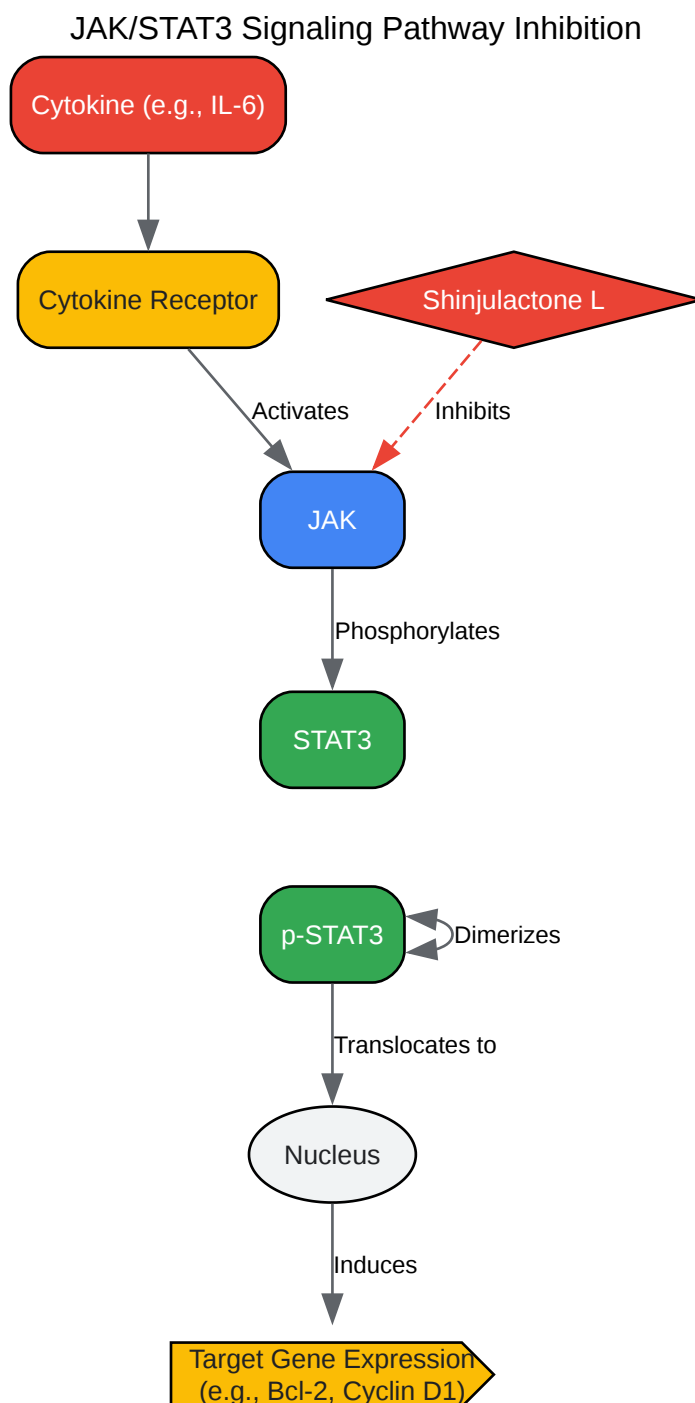 JAK/STAT3 Signaling Pathway Inhibition
Cytokine (e.g., IL-6)
Cytokine Receptor
Shinjulactone L
Activates
Inhibits
JAK
Phosphorylates
STAT3
p-STAT3
Dimerizes
Translocates to
Nucleus
Induces
Target Gene Expression
(e.g., Bcl-2, Cyclin D1)